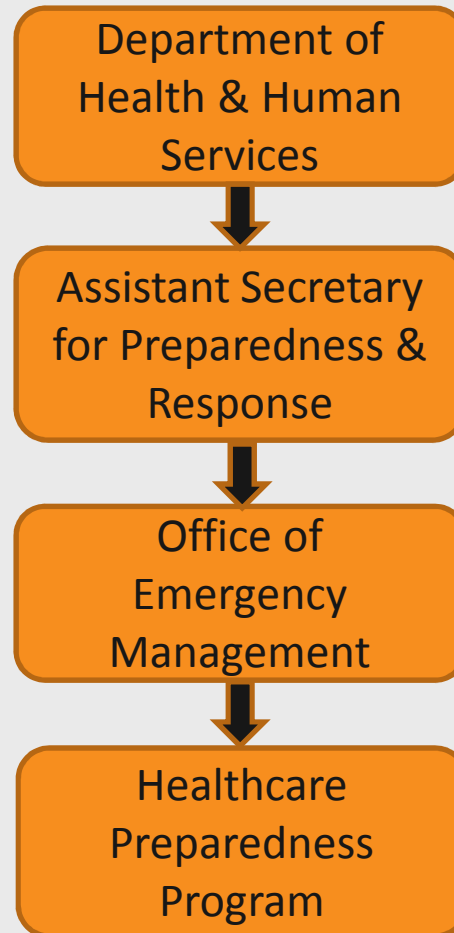 Department of
Health & Human
Services
Assistant Secretary
for Preparedness &
Response
Office of
Emergency
Management
Healthcare
Preparedness
Program